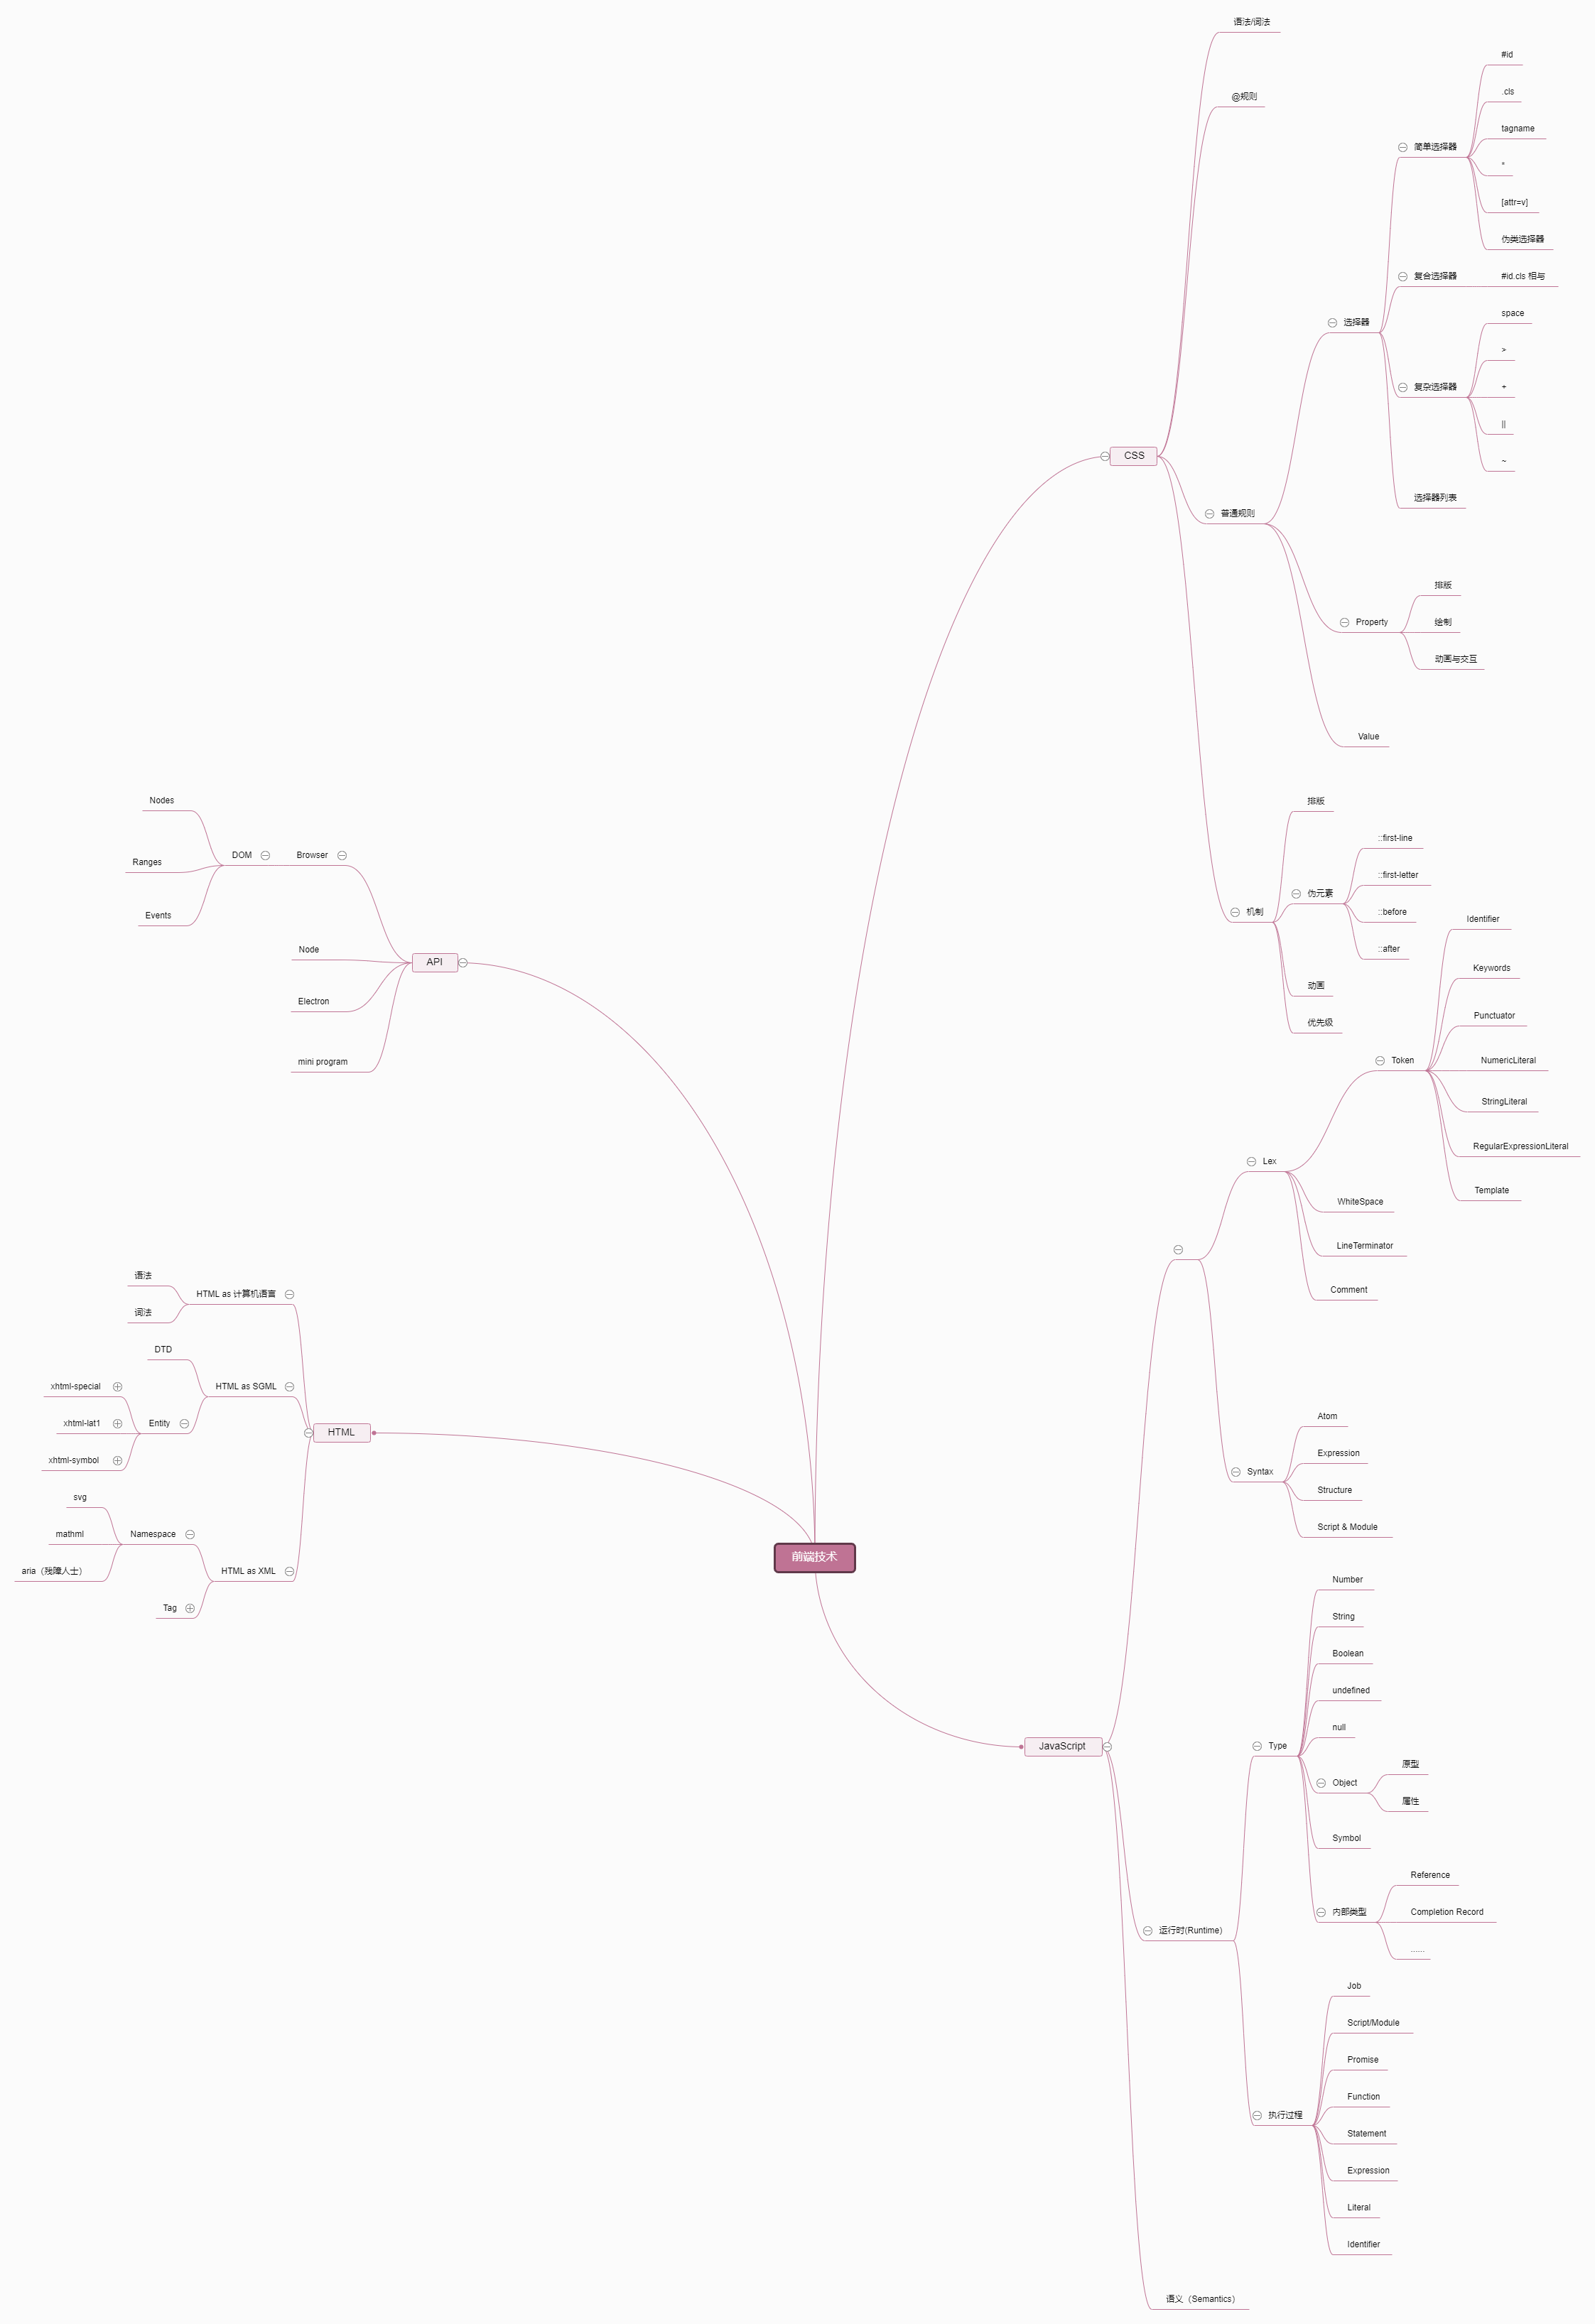 前端技术
CSS
语法/词法
@规则
普通规则
选择器
简单选择器
#id
.cls
tagname
*
[attr=v]
伪类选择器
复合选择器
#id.cls 相与
复杂选择器
space
>
+
||
~
选择器列表
Property
排版
绘制
动画与交互
Value
机制
排版
伪元素
::first-line
::first-letter
::before
::after
动画
优先级
JavaScript
Lex
Token
Identifier
Keywords
Punctuator
NumericLiteral
StringLiteral
RegularExpressionLiteral
Template
WhiteSpace
LineTerminator
Comment
Syntax
Atom
Expression
Structure
Script & Module
运行时(Runtime)
Type
Number
String
Boolean
undefined
null
Object
原型
属性
Symbol
内部类型
Reference
Completion Record
......
执行过程
Job
Script/Module
Promise
Function
Statement
Expression
Literal
Identifier
语义（Semantics）
API
Browser
DOM
Nodes
Ranges
Events
Node
Electron
mini program
HTML
HTML as 计算机语言
语法
词法
HTML as SGML
DTD
Entity
xhtml-special
xhtml-lat1
xhtml-symbol
HTML as XML
Namespace
svg
mathml
aria（残障人士）
Tag